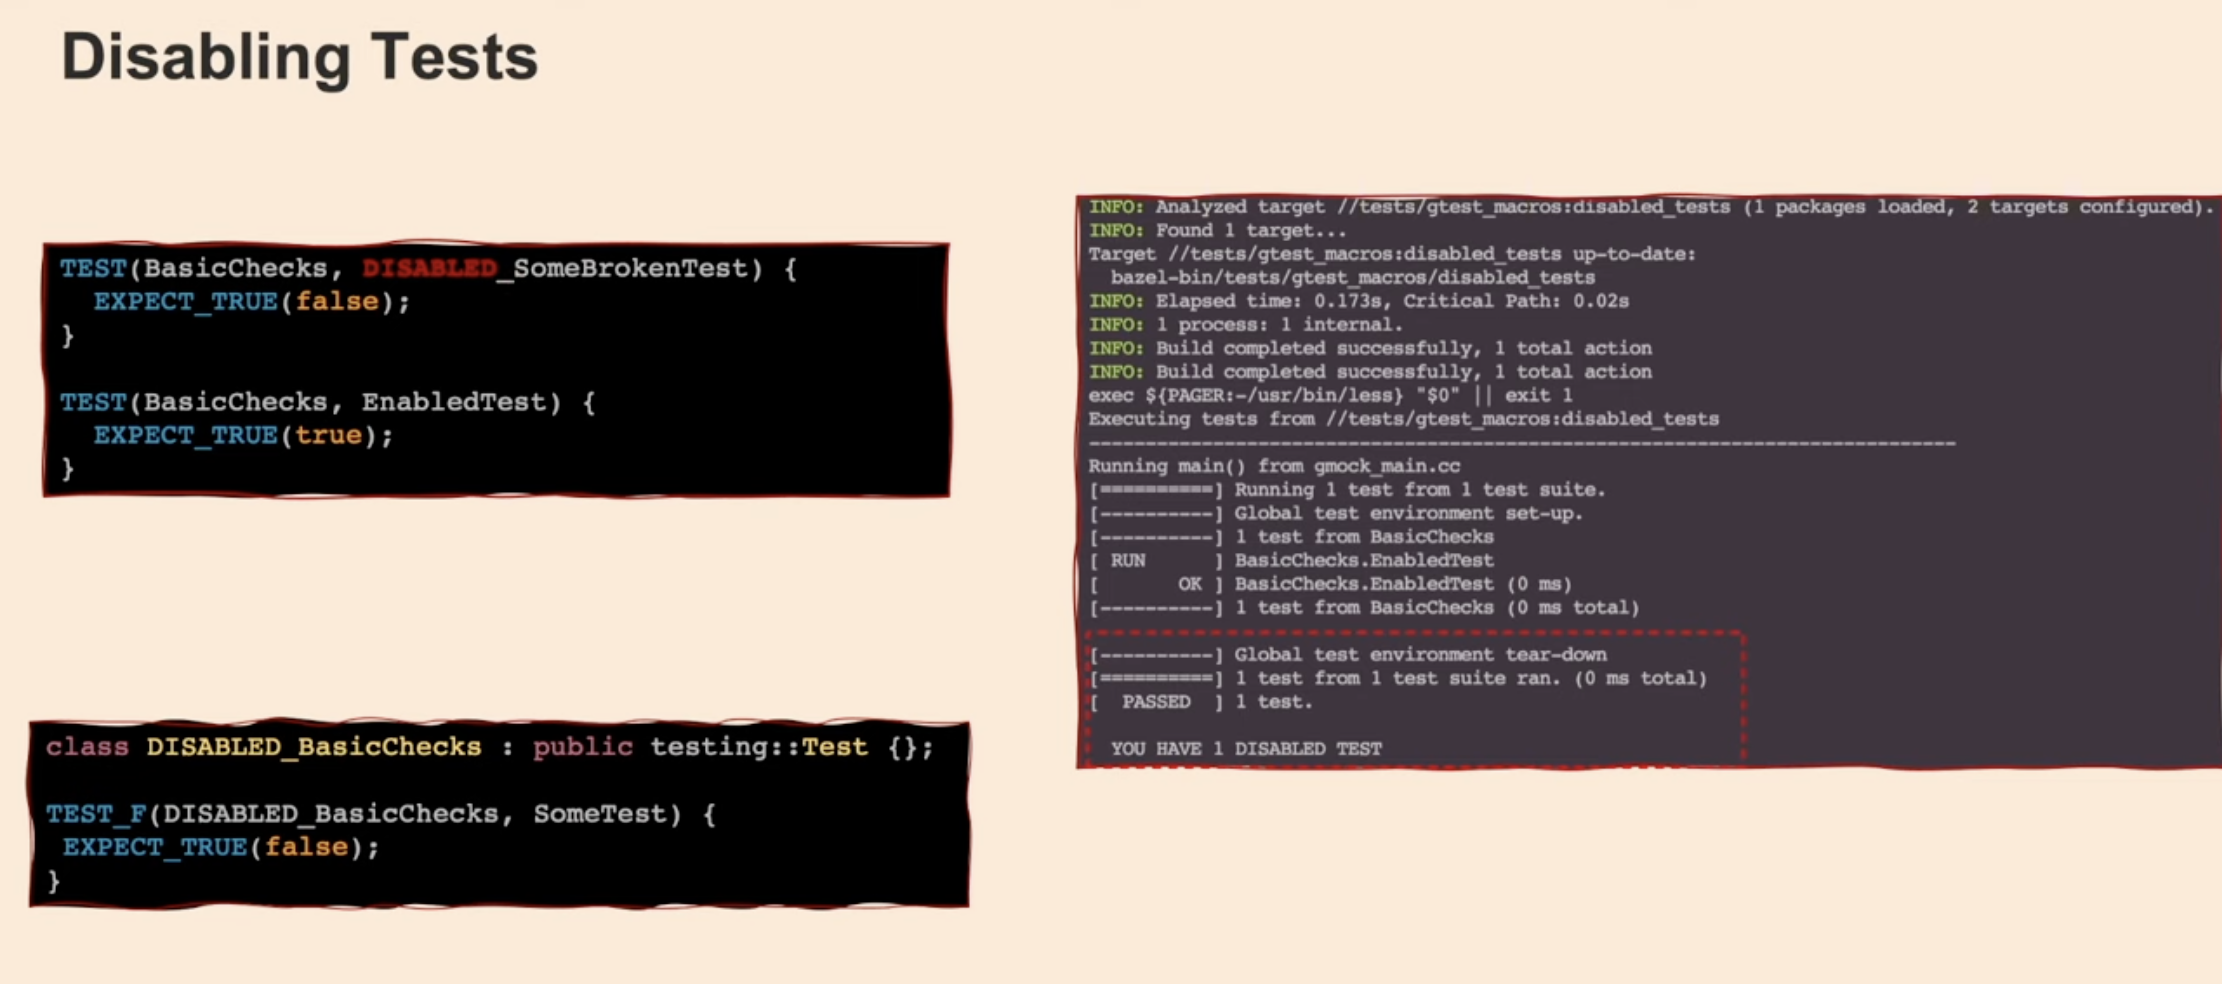 Disabling Tests
TEST(BasicChecks, DISABLED_SomeBrokenTest) {
  EXPECT_TRUE(false);
}
TEST(BasicChecks, EnabledTest) {
  EXPECT_TRUE(true);
}
class DISABLED_BasicChecks : public testing::Test {};
TEST_F(DISABLED_BasicChecks, SomeTest) {
 EXPECT_TRUE(false);
}
INFO: Analyzed target //tests/gtest_macros:disabled_tests (1 packages loaded, 2 targets configured).
INFO: Found 1 target...
Target //tests/gtest_macros:disabled_tests up-to-date:
  bazel-bin/tests/gtest_macros/disabled_tests
INFO: Elapsed time: 0.173s, Critical Path: 0.02s
INFO: 1 process: 1 internal.
INFO: Build completed successfully, 1 total action
INFO: Build completed successfully, 1 total action
exec ${PAGER:-/usr/bin/less} "$0" || exit 1
Executing tests from //tests/gtest_macros:disabled_tests
-----------------------------------------------------------------------------
Running main() from gmock_main.cc
[==========] Running 1 test from 1 test suite.
[----------] Global test environment set-up.
[----------] 1 test from BasicChecks
[ RUN      ] BasicChecks.EnabledTest
[       OK ] BasicChecks.EnabledTest (0 ms)
[----------] 1 test from BasicChecks (0 ms total)
[----------] Global test environment tear-down
[==========] 1 test from 1 test suite ran. (0 ms total)
[  PASSED  ] 1 test.
  YOU HAVE 1 DISABLED TEST